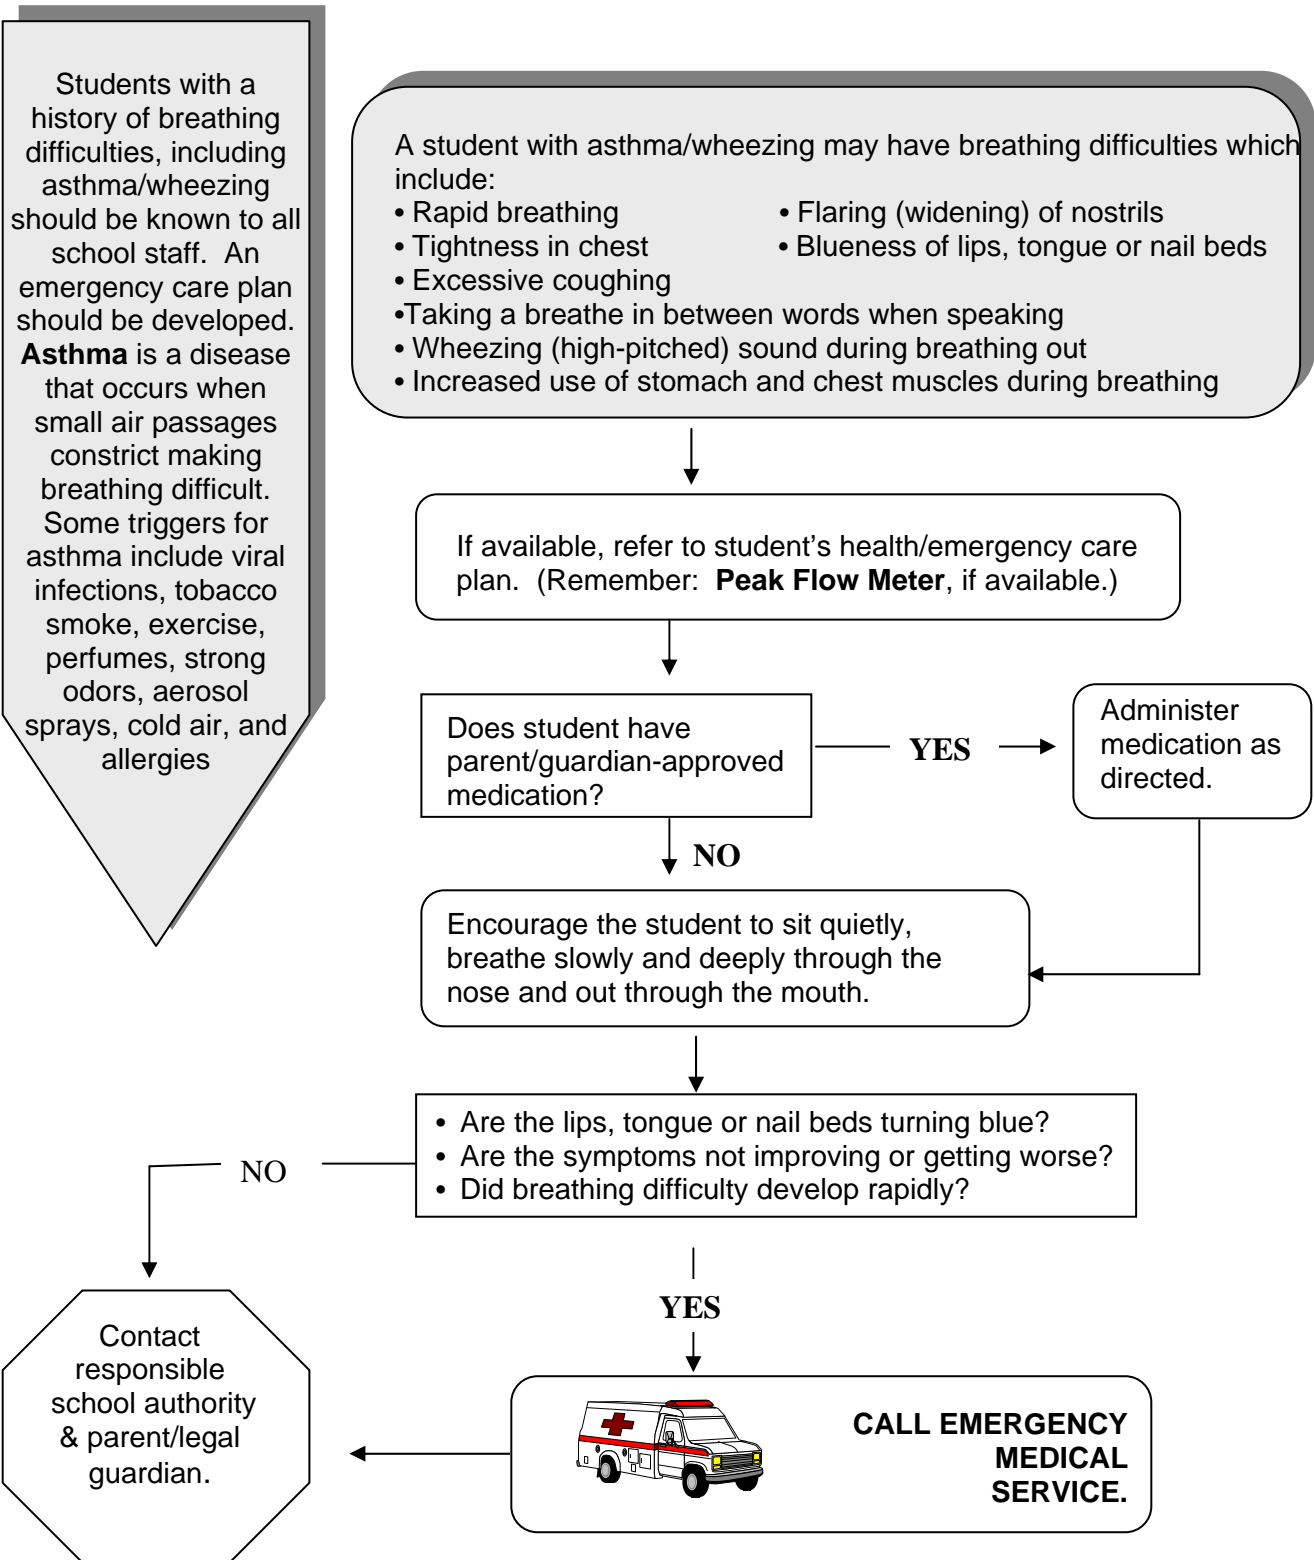 Students with a
history of breathing
difficulties, including
asthma/wheezing
should be known to all
school staff.  An
emergency care plan
should be developed.
Asthma is a disease
that occurs when
small air passages
constrict making
breathing difficult.
Some triggers for
asthma include viral
infections, tobacco
smoke, exercise,
perfumes, strong
odors, aerosol
sprays, cold air, and
allergies
A student with asthma/wheezing may have breathing difficulties which
include:
• Rapid breathing • Flaring (widening) of nostrils
• Tightness in chest • Blueness of lips, tongue or nail beds
• Excessive coughing
•Taking a breathe in between words when speaking
• Wheezing (high-pitched) sound during breathing out
• Increased use of stomach and chest muscles during breathing
If available, refer to student's health/emergency care
plan.  (Remember:  Peak Flow Meter, if available.)
Does student have
parent/guardian-approved
medication?
YES
Administer
medication as
directed.
NO
Encourage the student to sit quietly,
breathe slowly and deeply through the
nose and out through the mouth.
• Are the lips, tongue or nail beds turning blue?
• Are the symptoms not improving or getting worse?
• Did breathing difficulty develop rapidly?
NO
YES
Contact
responsible
school authority
& parent/legal
guardian.
CALL EMERGENCY
MEDICAL
SERVICE.